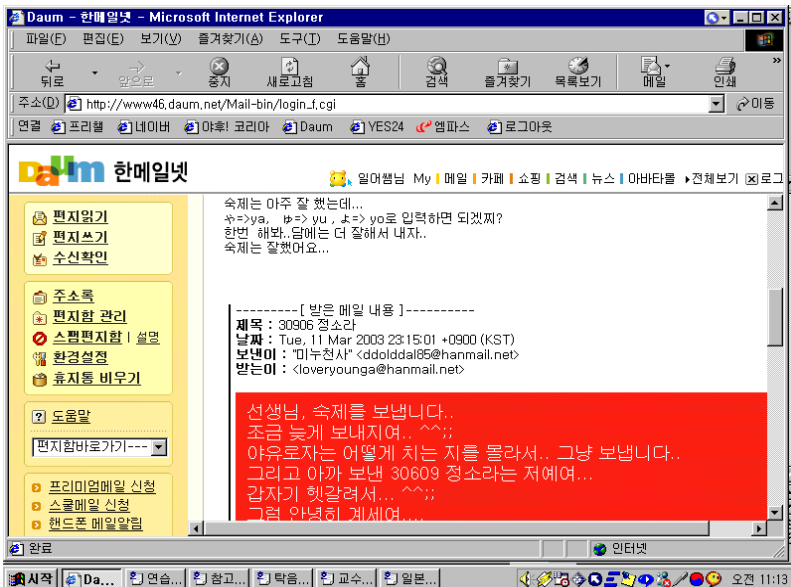 Daum - 한메일넷 - Microsoft Internet Explorer
파일(F) 편집(E) 보기(V) 즐겨찾기(A) 도구(T) 도움말(H)
뒤로 앞으로 중지 새로고침 홈 검색 즐겨찾기 목록보기 메일 인쇄 »
주소(D) http://www46.daum.net/Mail-bin/login_f.cgi 이동
연결 프리챌 네이버 야후! 코리아 Daum YES24 엠파스 로그아웃
Daum 한메일넷
일어쌤님 My | 메일 | 카페 | 쇼핑 | 검색 | 뉴스 | 아바타몰 ▸전체보기 로그
편지읽기
편지쓰기
수신확인
주소록
편지함 관리
스팸편지함 | 설명
환경설정
휴지통 비우기
도움말
편지함바로가기---
프리미엄메일 신청
스쿨메일 신청
핸드폰 메일알림
숙제는 아주 잘 했는데...
ゃ=>ya, ゅ=> yu , ょ=> yo로 입력하면 되겠찌?
한번 해봐..담에는 더 잘해서 내자..
숙제는 잘했어요...
---------[ 받은 메일 내용 ]----------
제목 : 30906 정소라
날짜 : Tue, 11 Mar 2003 23:15:01 +0900 (KST)
보낸이 : "미누천사" <ddolddal85@hanmail.net>
받는이 : <loveryounga@hanmail.net>
선생님, 숙제를 보냅니다..
조금 늦게 보내지여.. ^^;;
야유로자는 어떻게 치는 지를 몰라서.. 그냥 보냅니다..
그리고 아까 보낸 30609 정소라는 저예여...
갑자기 헷갈려서... ^^;;
그럼 안녕히 계세여....
완료 인터넷
시작 Da... 연습... 참고... 탁음... 교수... 일본... 오전 11:13